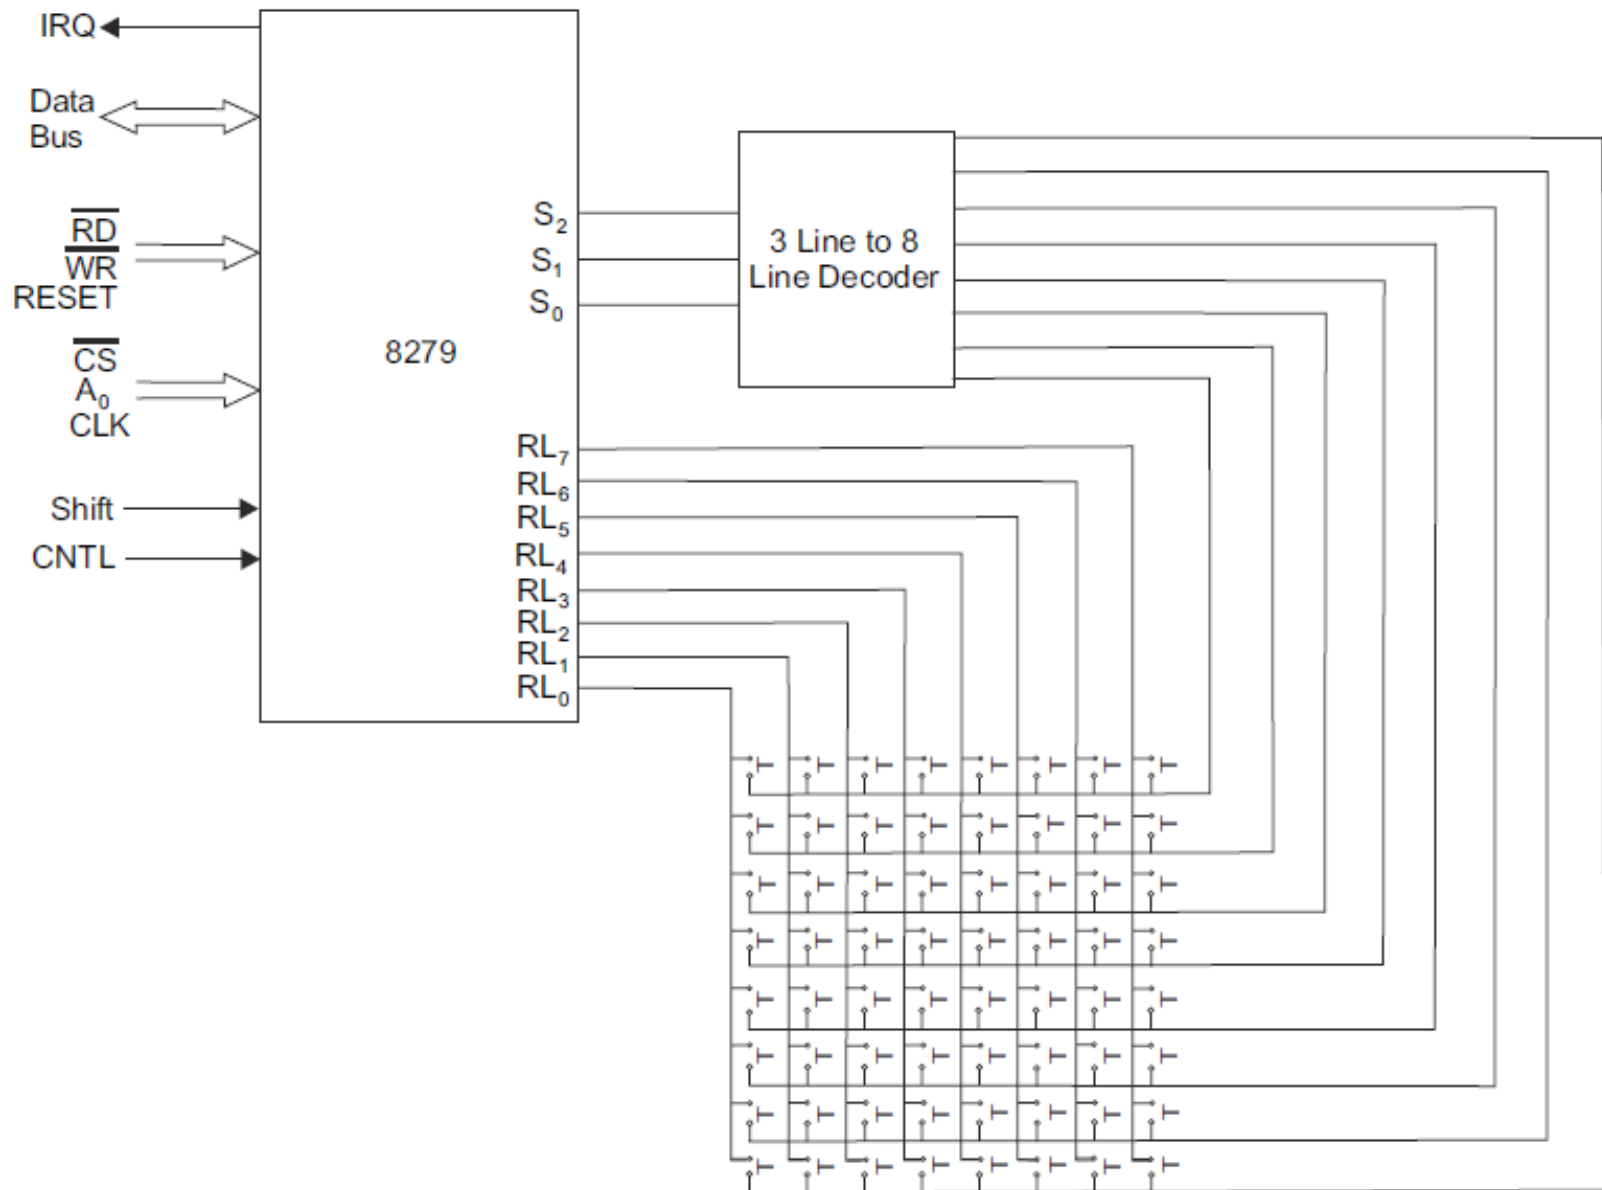 IRQ
Data
Bus
RD
WR
RESET
CS
A0
CLK
Shift
CNTL
8279
S2
S1
S0
RL7
RL6
RL5
RL4
RL3
RL2
RL1
RL0
3 Line to 8
Line Decoder